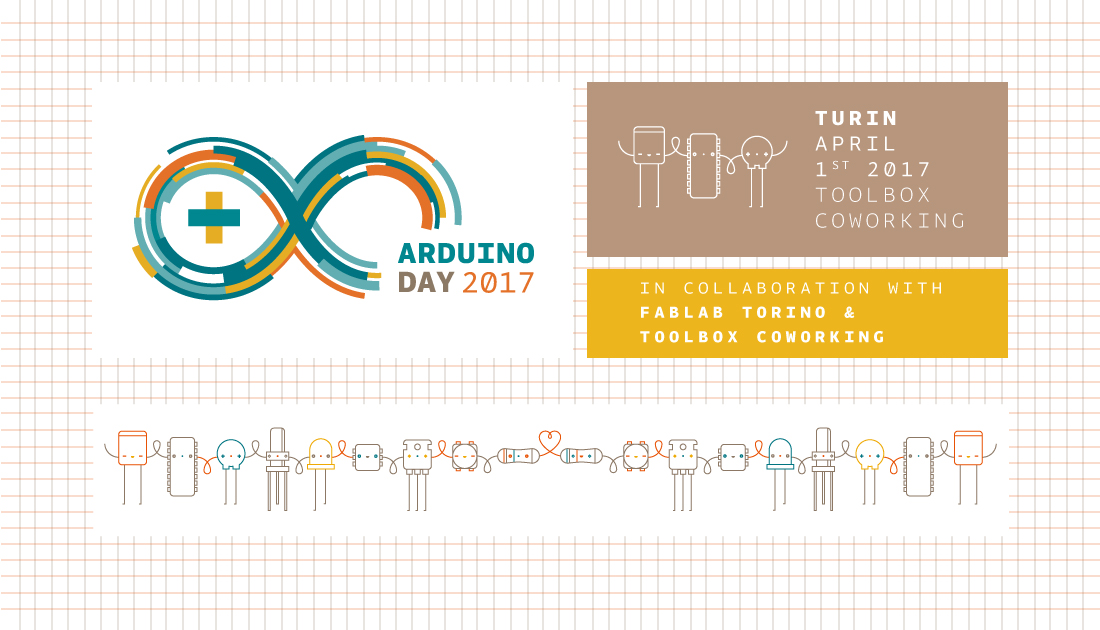 ARDUINO
DAY 2017
TURIN
APRIL
1ST 2017
TOOLBOX
COWORKING
IN COLLABORATION WITH
FABLAB TORINO &
TOOLBOX COWORKING